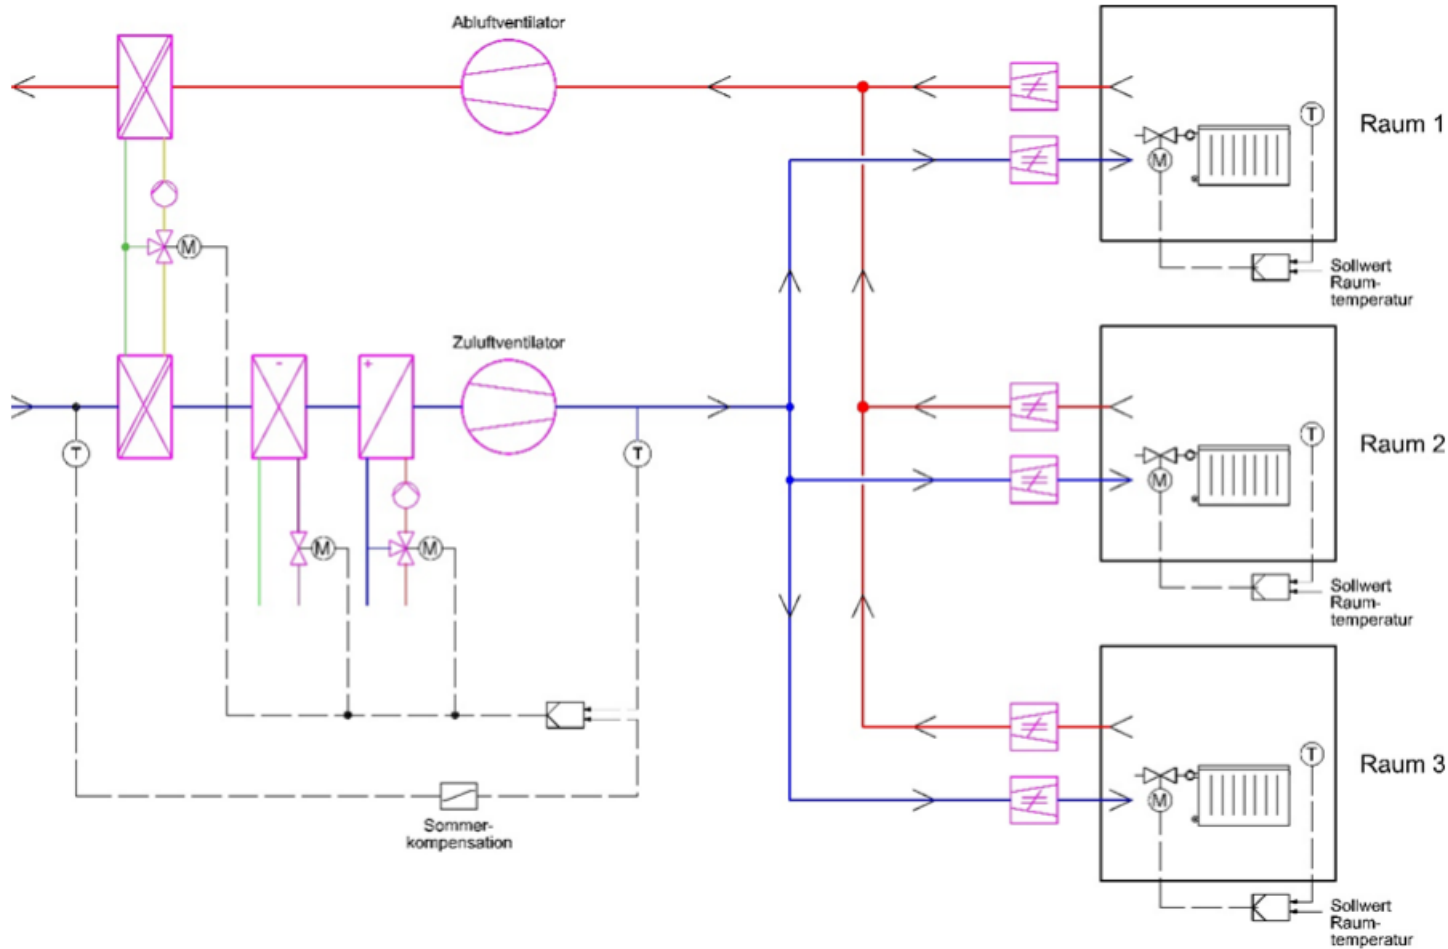 Abluftventilator
T
Raum 1
M
M
Sollwert
Raum-
temperatur
Zuluftventilator
- 
+
T
T
T
Raum 2
M
M
M
Sollwert
Raum-
temperatur
T
Raum 3
M
Sommer-
kompensation
Sollwert
Raum-
temperatur